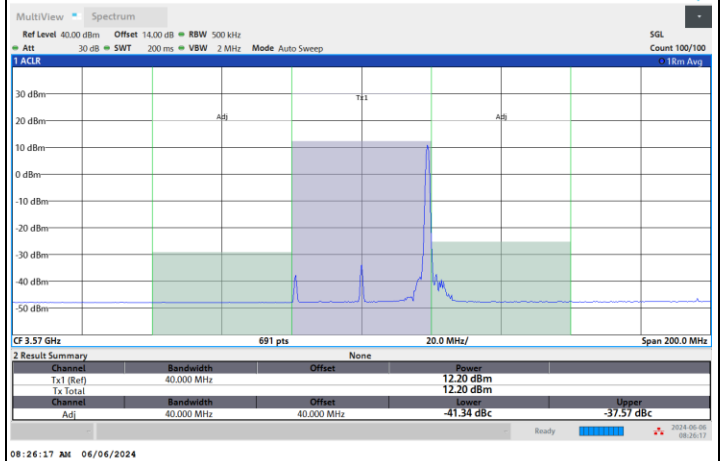 MultiView Spectrum
Ref Level 40.00 dBm Offset 14.00 dB RBW 500 kHz SGL
Att 30 dB SWT 200 ms VBW 2 MHz Mode Auto Sweep Count 100/100
1 ACLR 1Rm Avg
30 dBm
Tx1
20 dBm
Adj Adj
10 dBm
0 dBm
-10 dBm
-20 dBm
-30 dBm
-40 dBm
-50 dBm
CF 3.57 GHz 691 pts 20.0 MHz/ Span 200.0 MHz
2 Result Summary None
Channel Bandwidth Offset Power
Tx1 (Ref) 40.000 MHz 12.20 dBm
Tx Total 12.20 dBm
Channel Bandwidth Offset Lower Upper
Adj 40.000 MHz 40.000 MHz -41.34 dBc -37.57 dBc
Ready 2024-06-06
08:26:17
08:26:17 AM 06/06/2024